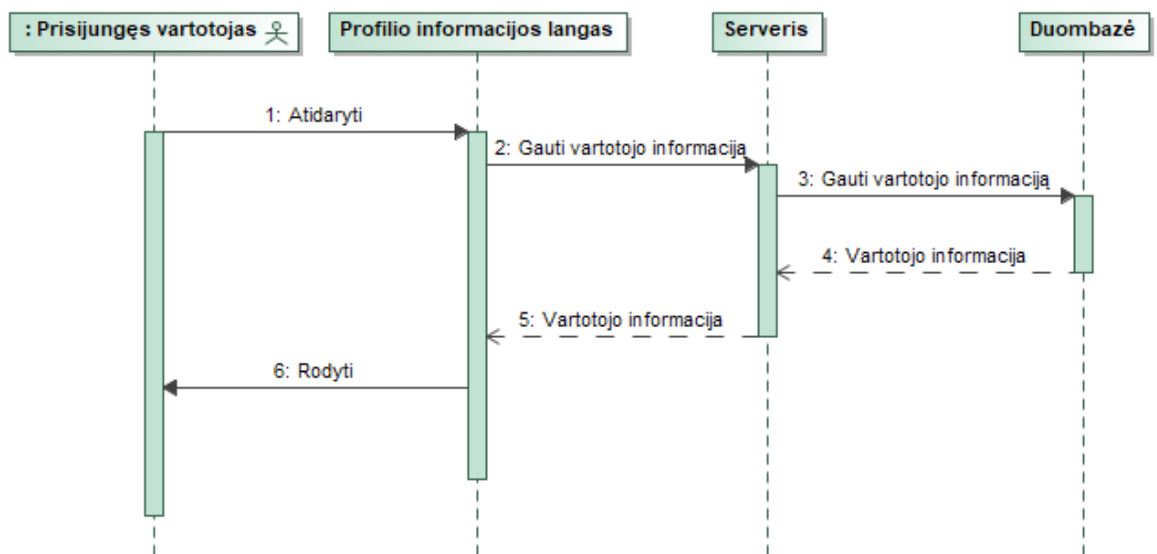 : Prisijungęs vartotojas
Profilio informacijos langas
Serveris
Duombazė
1: Atidaryti
2: Gauti vartotojo informaciją
3: Gauti vartotojo informaciją
4: Vartotojo informacija
5: Vartotojo informacija
6: Rodyti